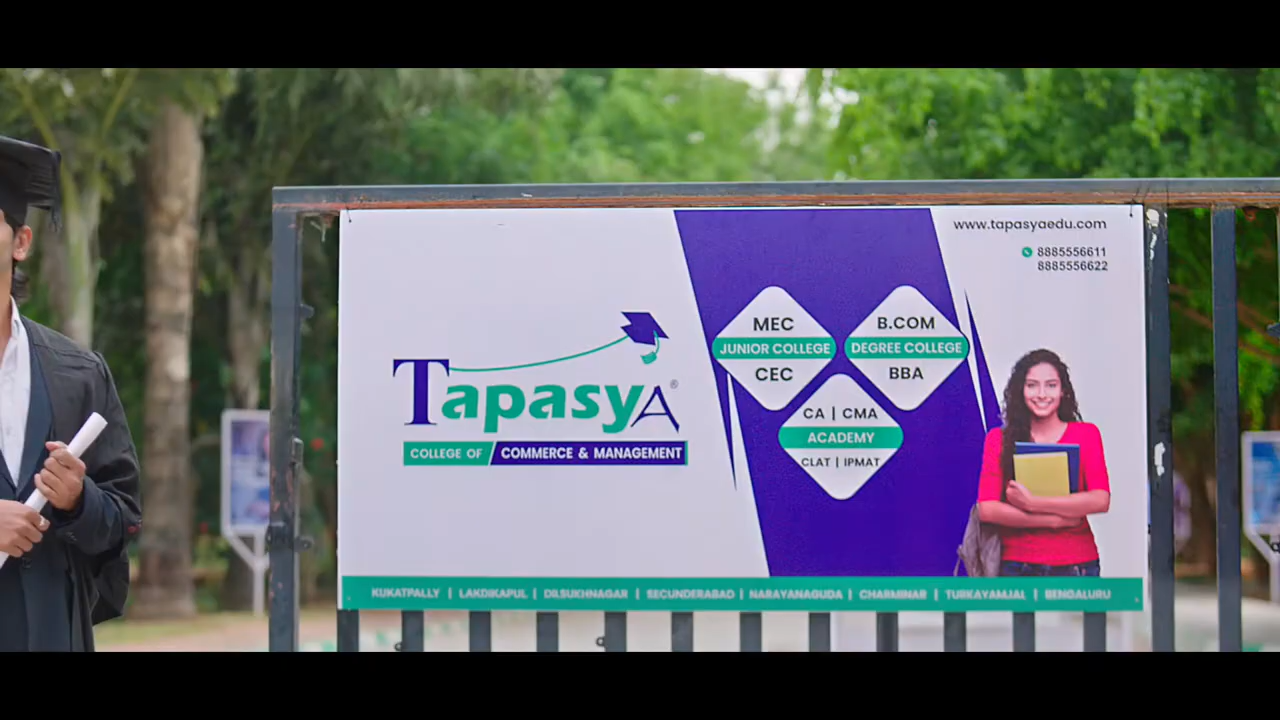 www.tapasyaedu.com
8885556611
8885556622
MEC
JUNIOR COLLEGE
CEC
B.COM
DEGREE COLLEGE
BBA
CA | CMA
ACADEMY
CLAT | IPMAT
TapasyA®
COLLEGE OF COMMERCE & MANAGEMENT
KUKATPALLY | LAKDIKAPUL | DILSUKHNAGAR | SECUNDERABAD | NARAYANAGUDA | CHARMINAR | TURKAYAMJAL | BENGALURU